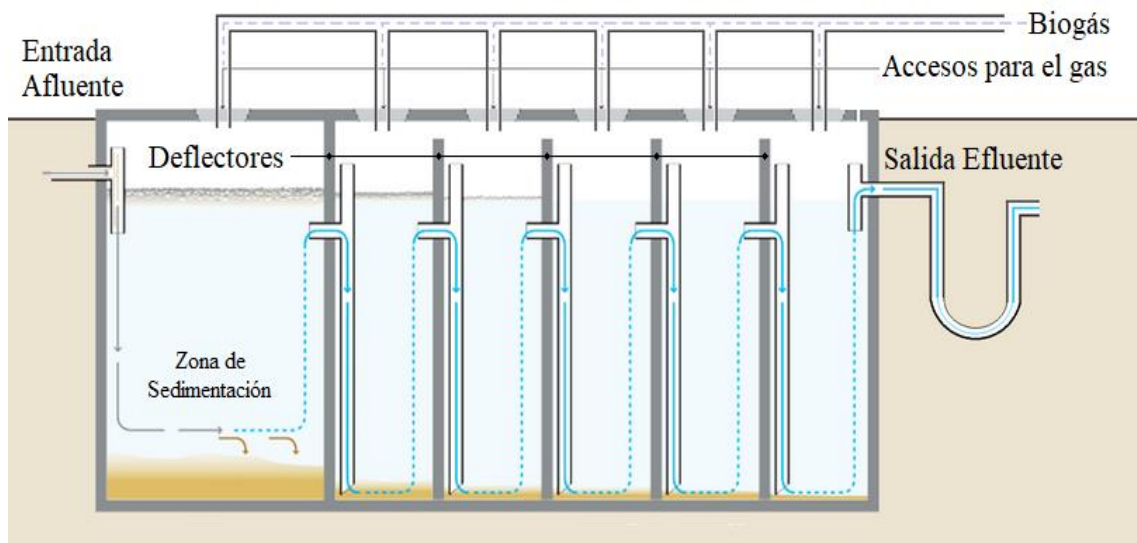 Biogás
Entrada
Afluente
Accesos para el gas
Deflectores
Salida Efluente
Zona de
Sedimentación